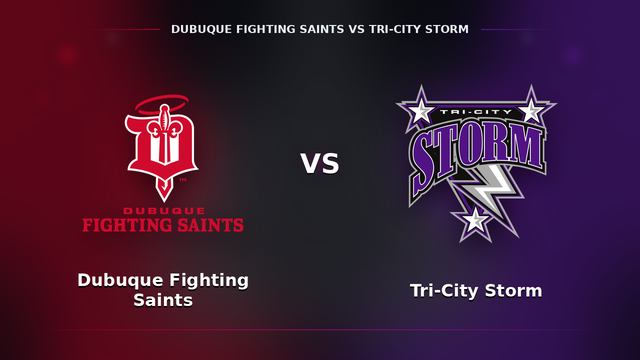 DUBUQUE FIGHTING SAINTS VS TRI-CITY STORM
TRI-CITY
STORM
VS
D
TM
DUBUQUE
FIGHTING SAINTS
Dubuque Fighting
Saints
Tri-City Storm